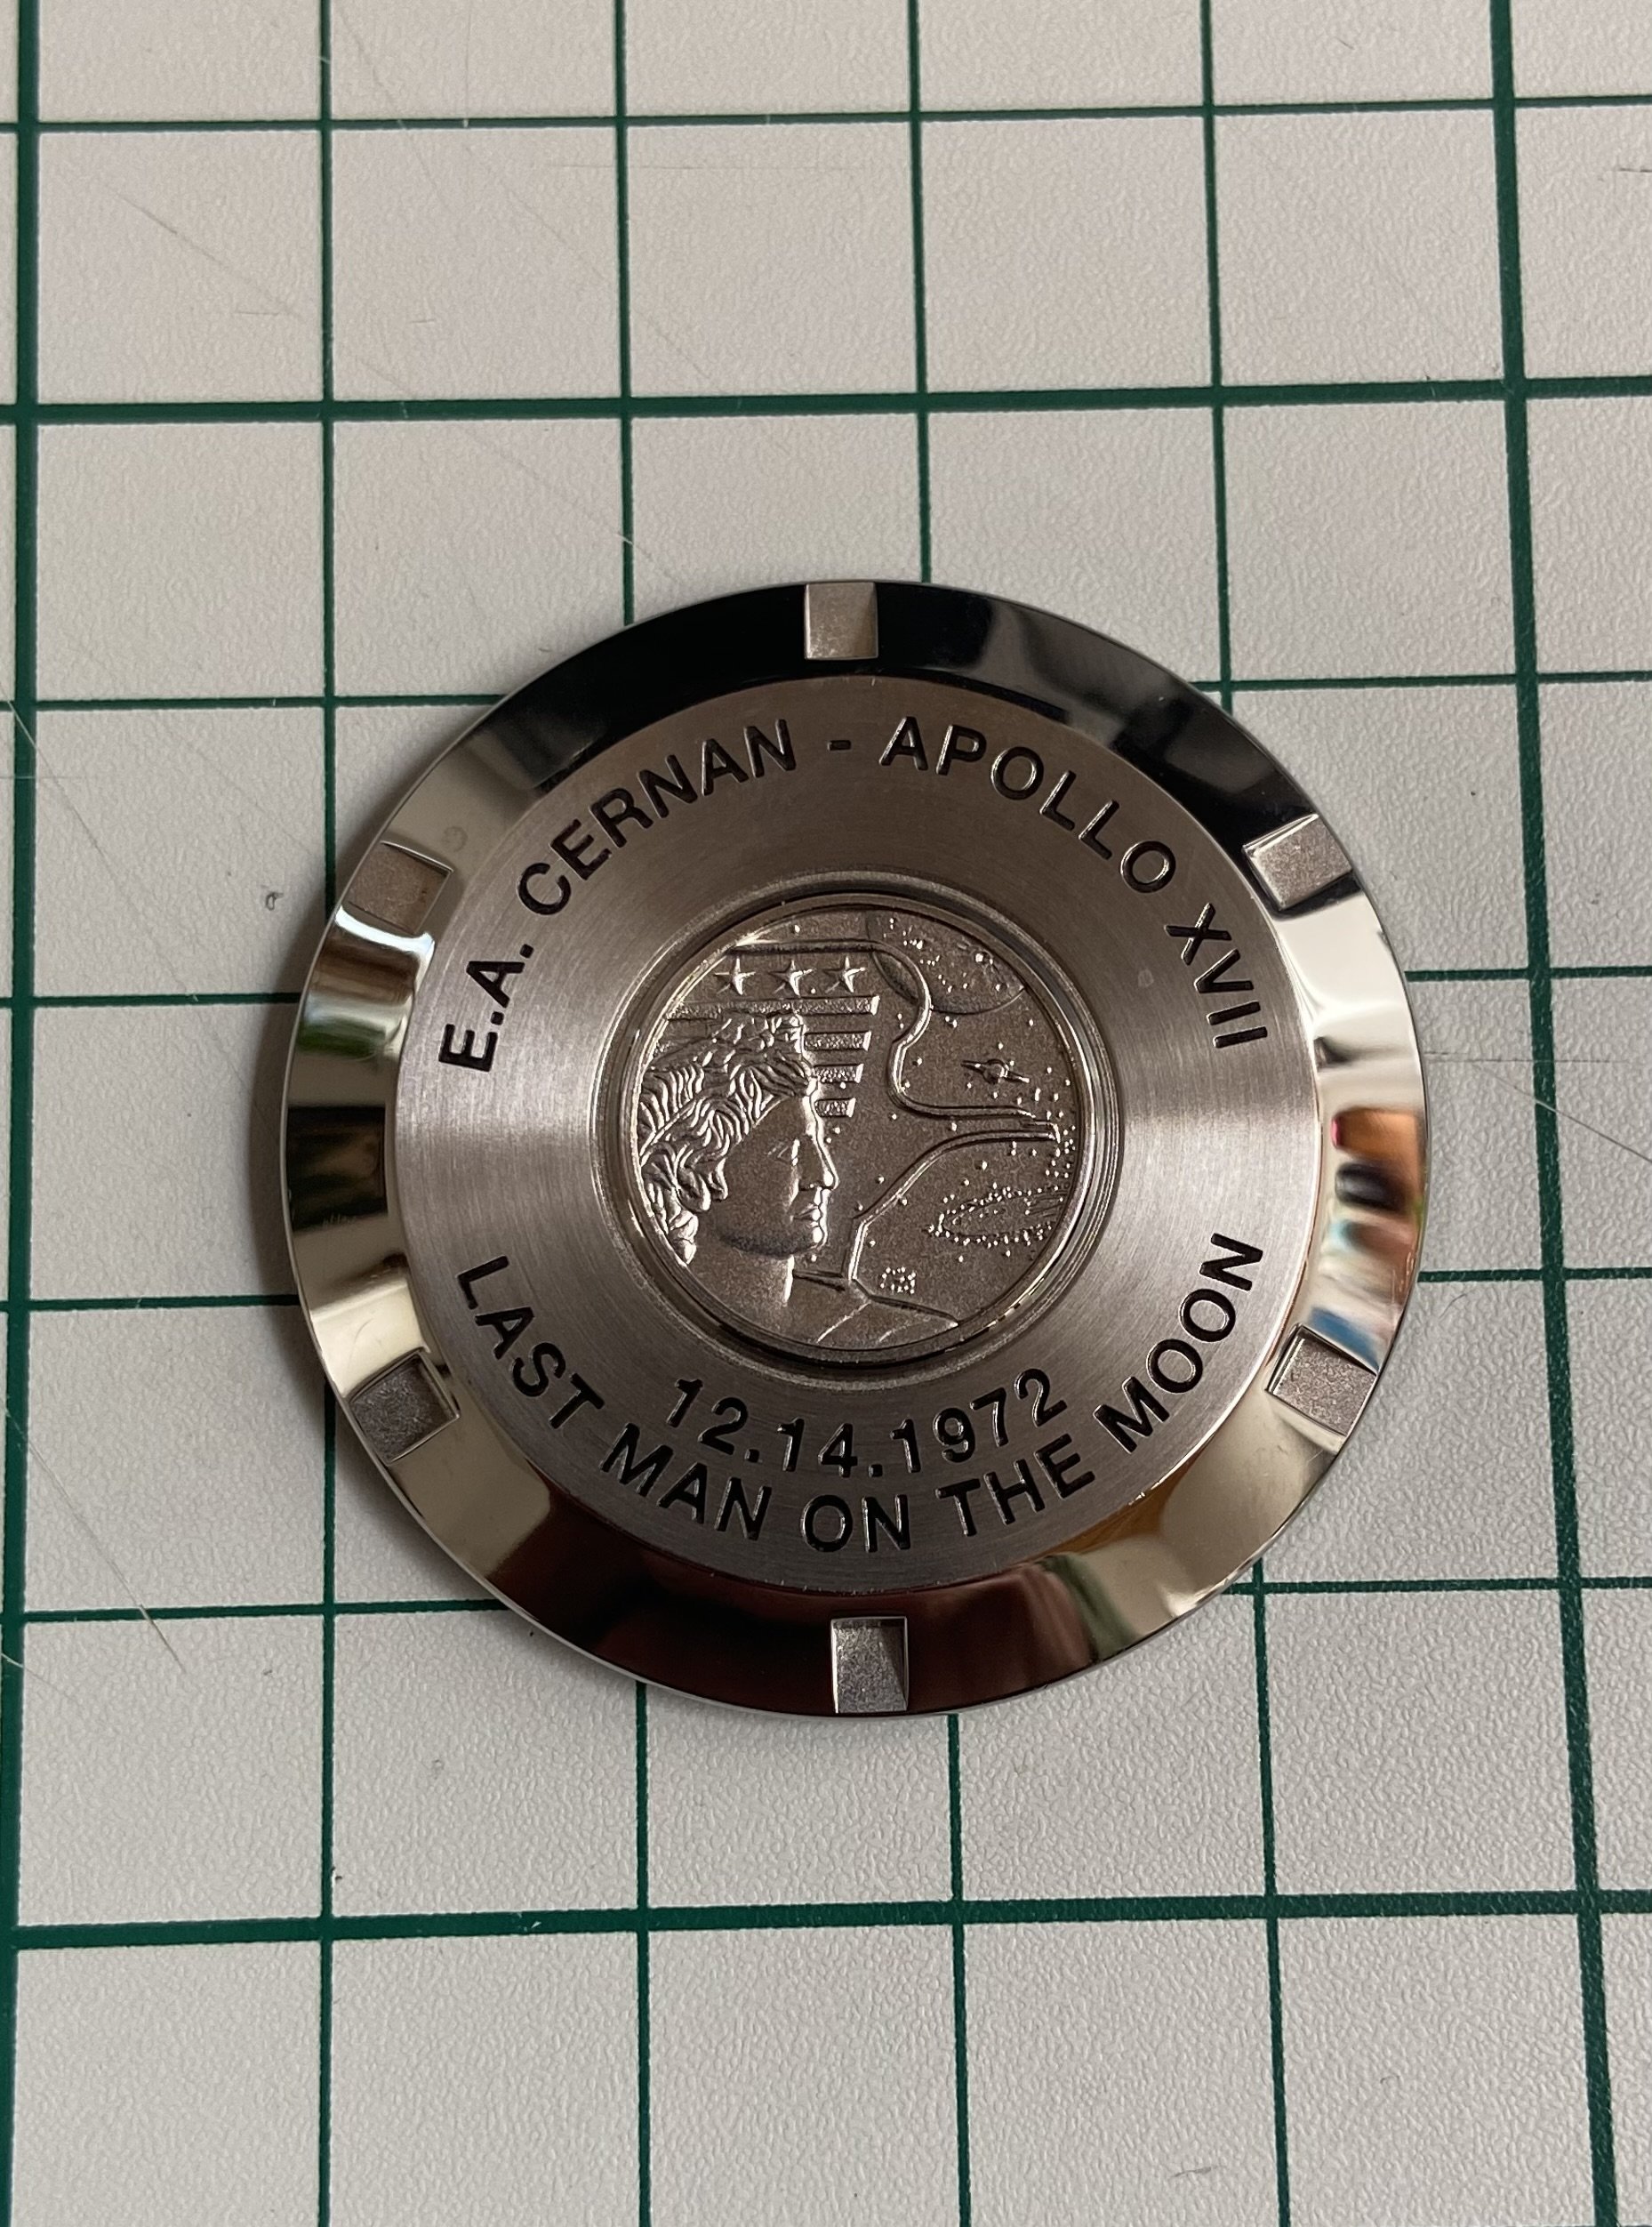 E.A. CERNAN - APOLLO XVII
12.14.1972
LAST MAN ON THE MOON